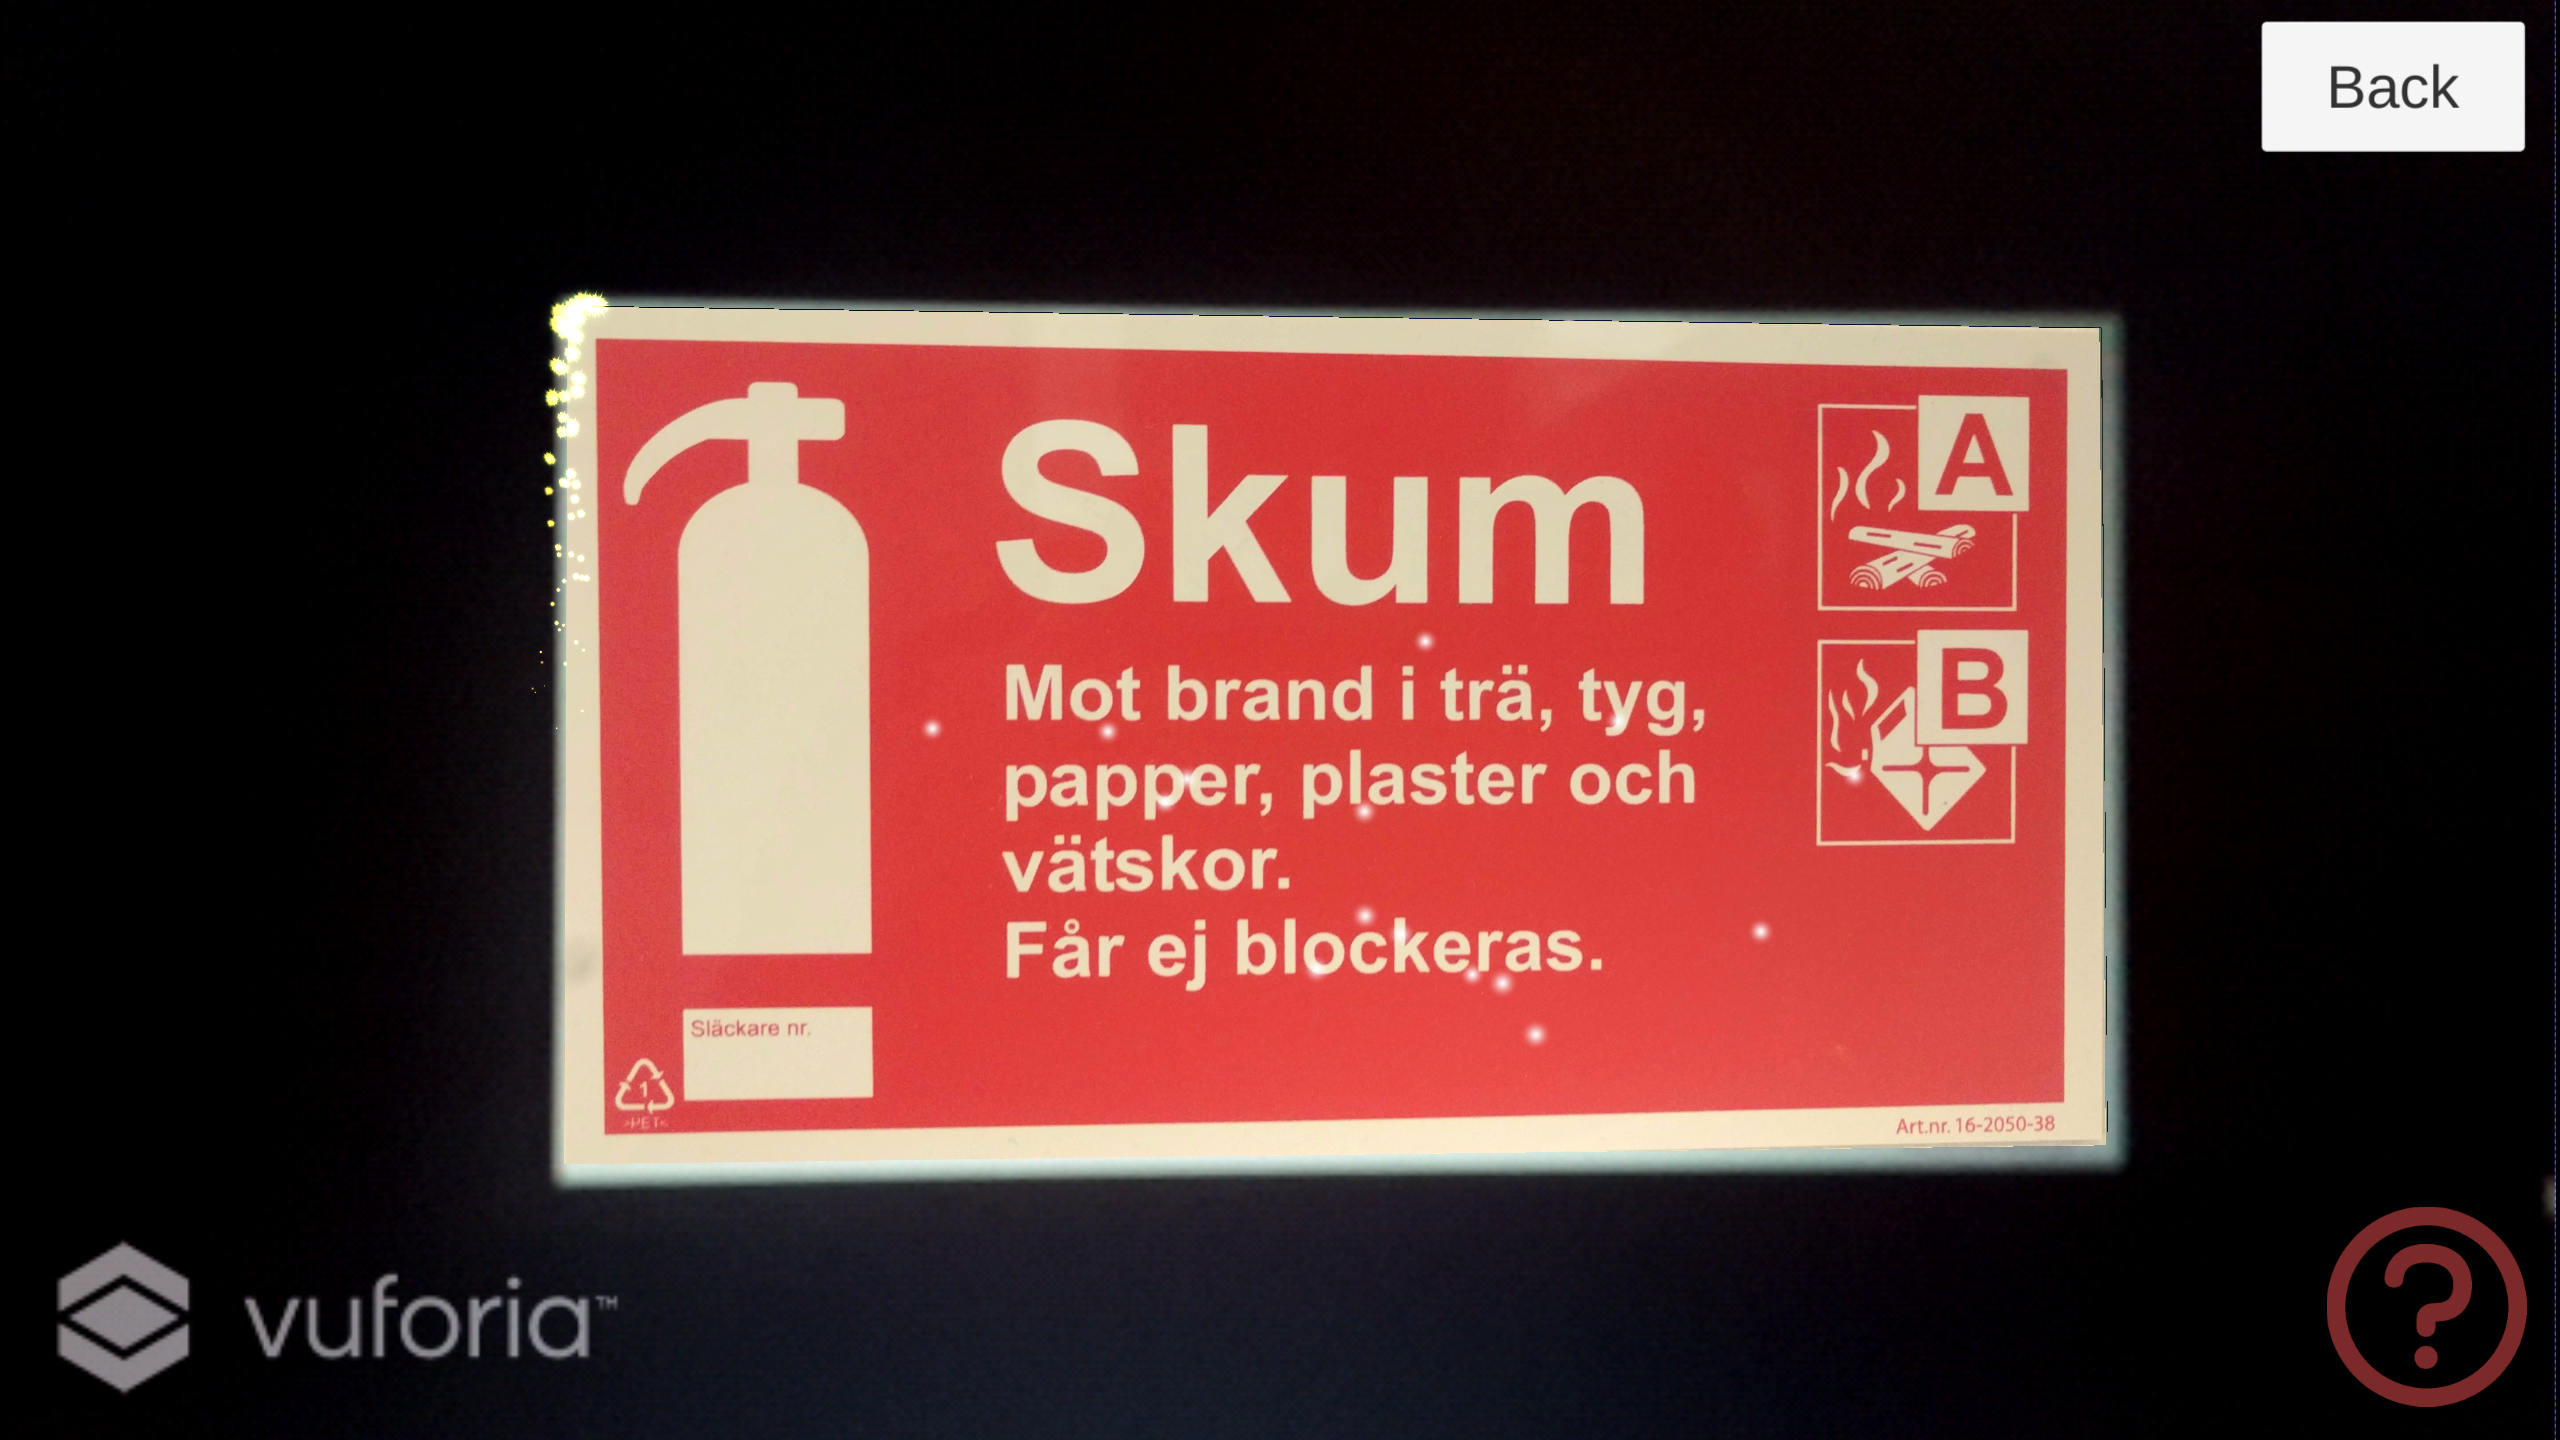 Back
Skum
A
Mot brand i trä, tyg,
papper, plaster och
vätskor.
Får ej blockeras.
B
Släckare nr.
1
>PET<
Art.nr. 16-2050-38
vuforia™
?